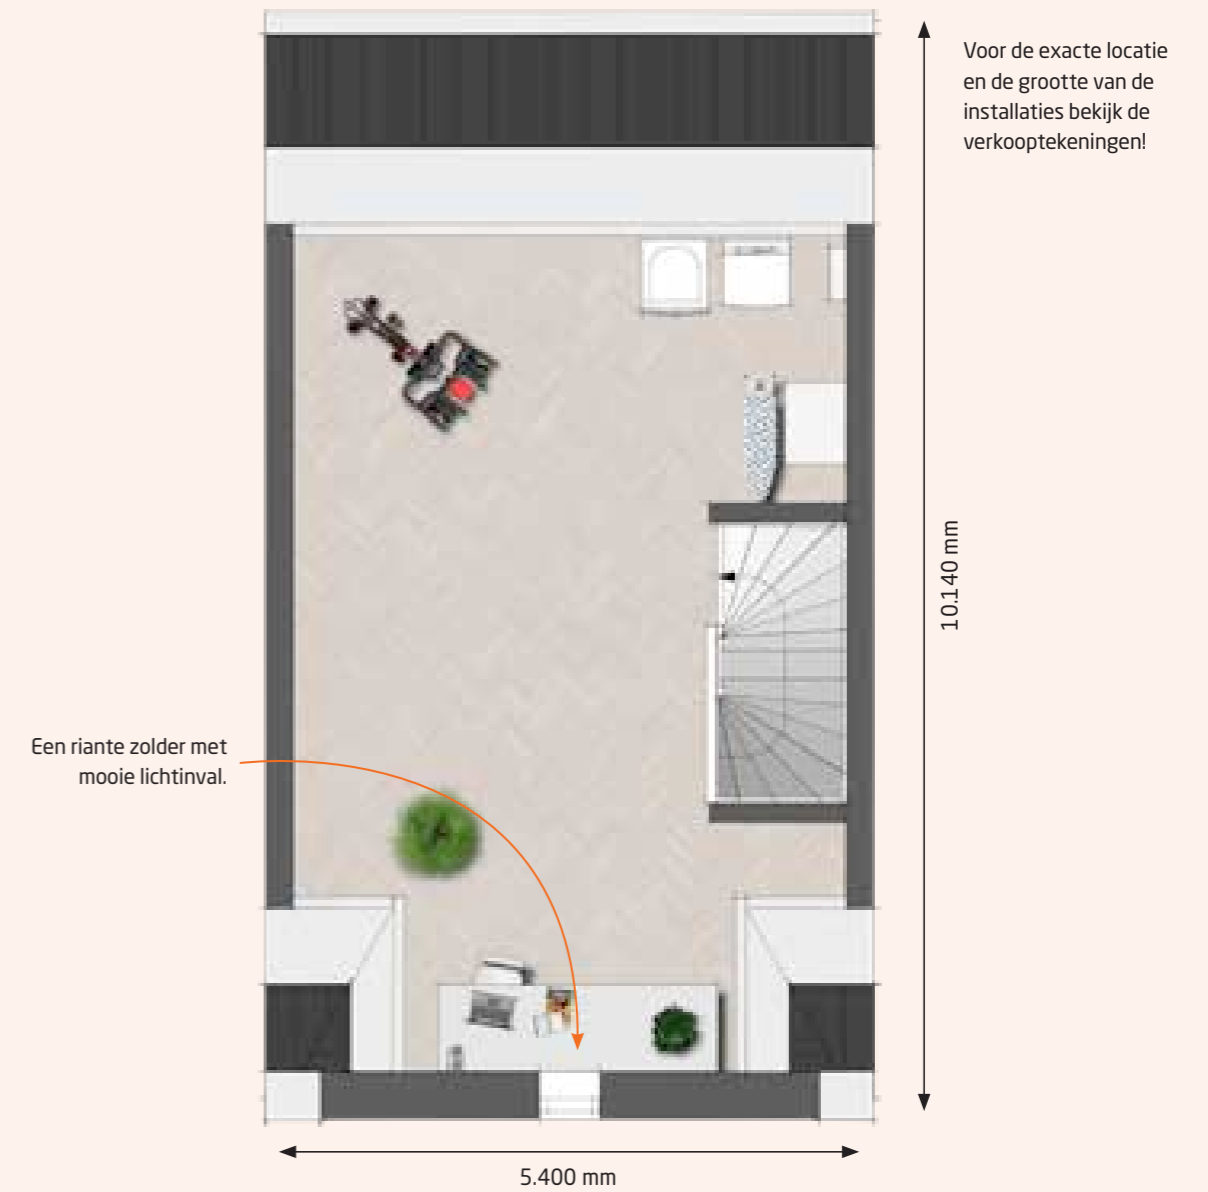 Voor de exacte locatie
en de grootte van de
installaties bekijk de
verkooptekeningen!
10.140 mm
Een riante zolder met
mooie lichtinval.
5.400 mm